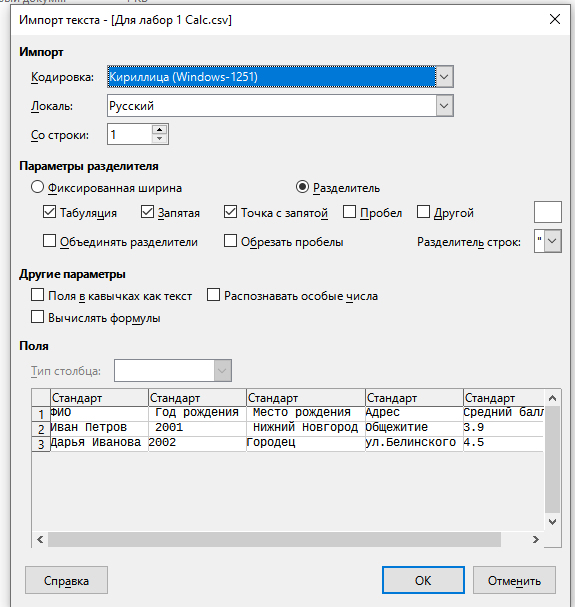 Импорт текста - [Для лабор 1 Calc.csv]
Импорт
Кодировка: Кириллица (Windows-1251)
Локаль: Русский
Со строки: 1
Параметры разделителя
Фиксированная ширина Разделитель
Табуляция Запятая Точка с запятой Пробел Другой
Объединять разделители Обрезать пробелы Разделитель строк: "
Другие параметры
Поля в кавычках как текст Распознавать особые числа
Вычислять формулы
Поля
Тип столбца:
Стандарт Стандарт Стандарт Стандарт Стандарт
1 ФИО Год рождения Место рождения Адрес Средний балл
2 Иван Петров 2001 Нижний Новгород Общежитие 3.9
3 Дарья Иванова 2002 Городец ул.Белинского 4.5
Справка ОК Отменить